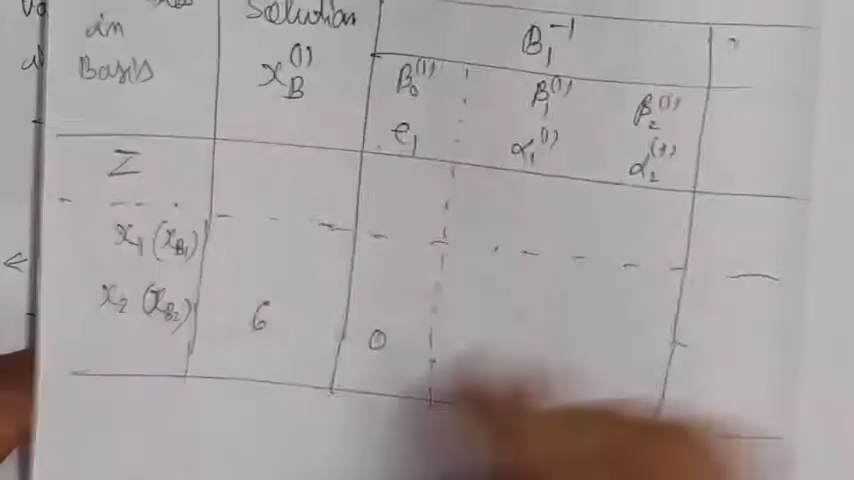 in
Basis
Solution
x_B^(1)
B_1^-1
β_0^(1) β_1^(1) β_2^(1)
e_1 α_1^(1) α_2^(1)
Z
x_1 (x_B1)
x_2 (x_B2) 6 0